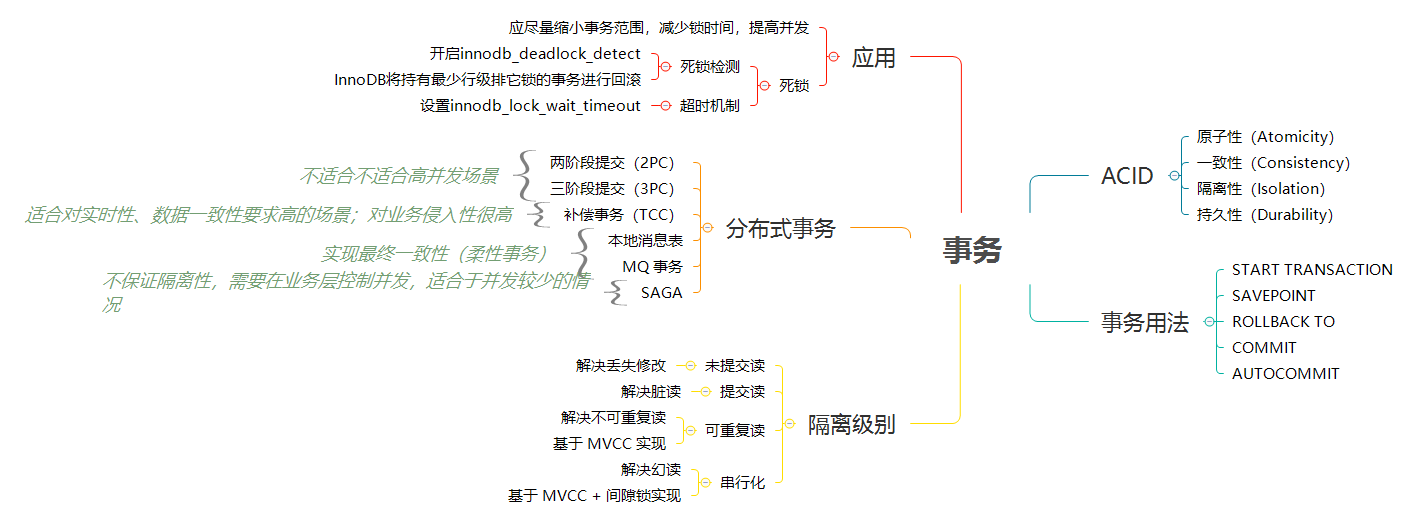 事务
ACID
原子性（Atomicity）
一致性（Consistency）
隔离性（Isolation）
持久性（Durability）
事务用法
START TRANSACTION
SAVEPOINT
ROLLBACK TO
COMMIT
AUTOCOMMIT
应用
应尽量缩小事务范围，减少锁时间，提高并发
死锁
死锁检测
开启innodb_deadlock_detect
InnoDB将持有最少行级排它锁的事务进行回滚
超时机制
设置innodb_lock_wait_timeout
分布式事务
两阶段提交（2PC）
三阶段提交（3PC）
不适合不适合高并发场景
补偿事务（TCC）
适合对实时性、数据一致性要求高的场景；对业务侵入性很高
本地消息表
MQ 事务
实现最终一致性（柔性事务）
SAGA
不保证隔离性，需要在业务层控制并发，适合于并发较少的情
况
隔离级别
未提交读
解决丢失修改
提交读
解决脏读
可重复读
解决不可重复读
基于 MVCC 实现
串行化
解决幻读
基于 MVCC + 间隙锁实现